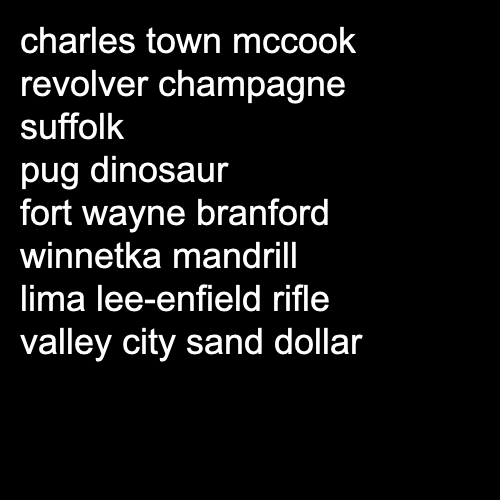 charles town mccook
revolver champagne
suffolk
pug dinosaur
fort wayne branford
winnetka mandrill
lima lee-enfield rifle
valley city sand dollar